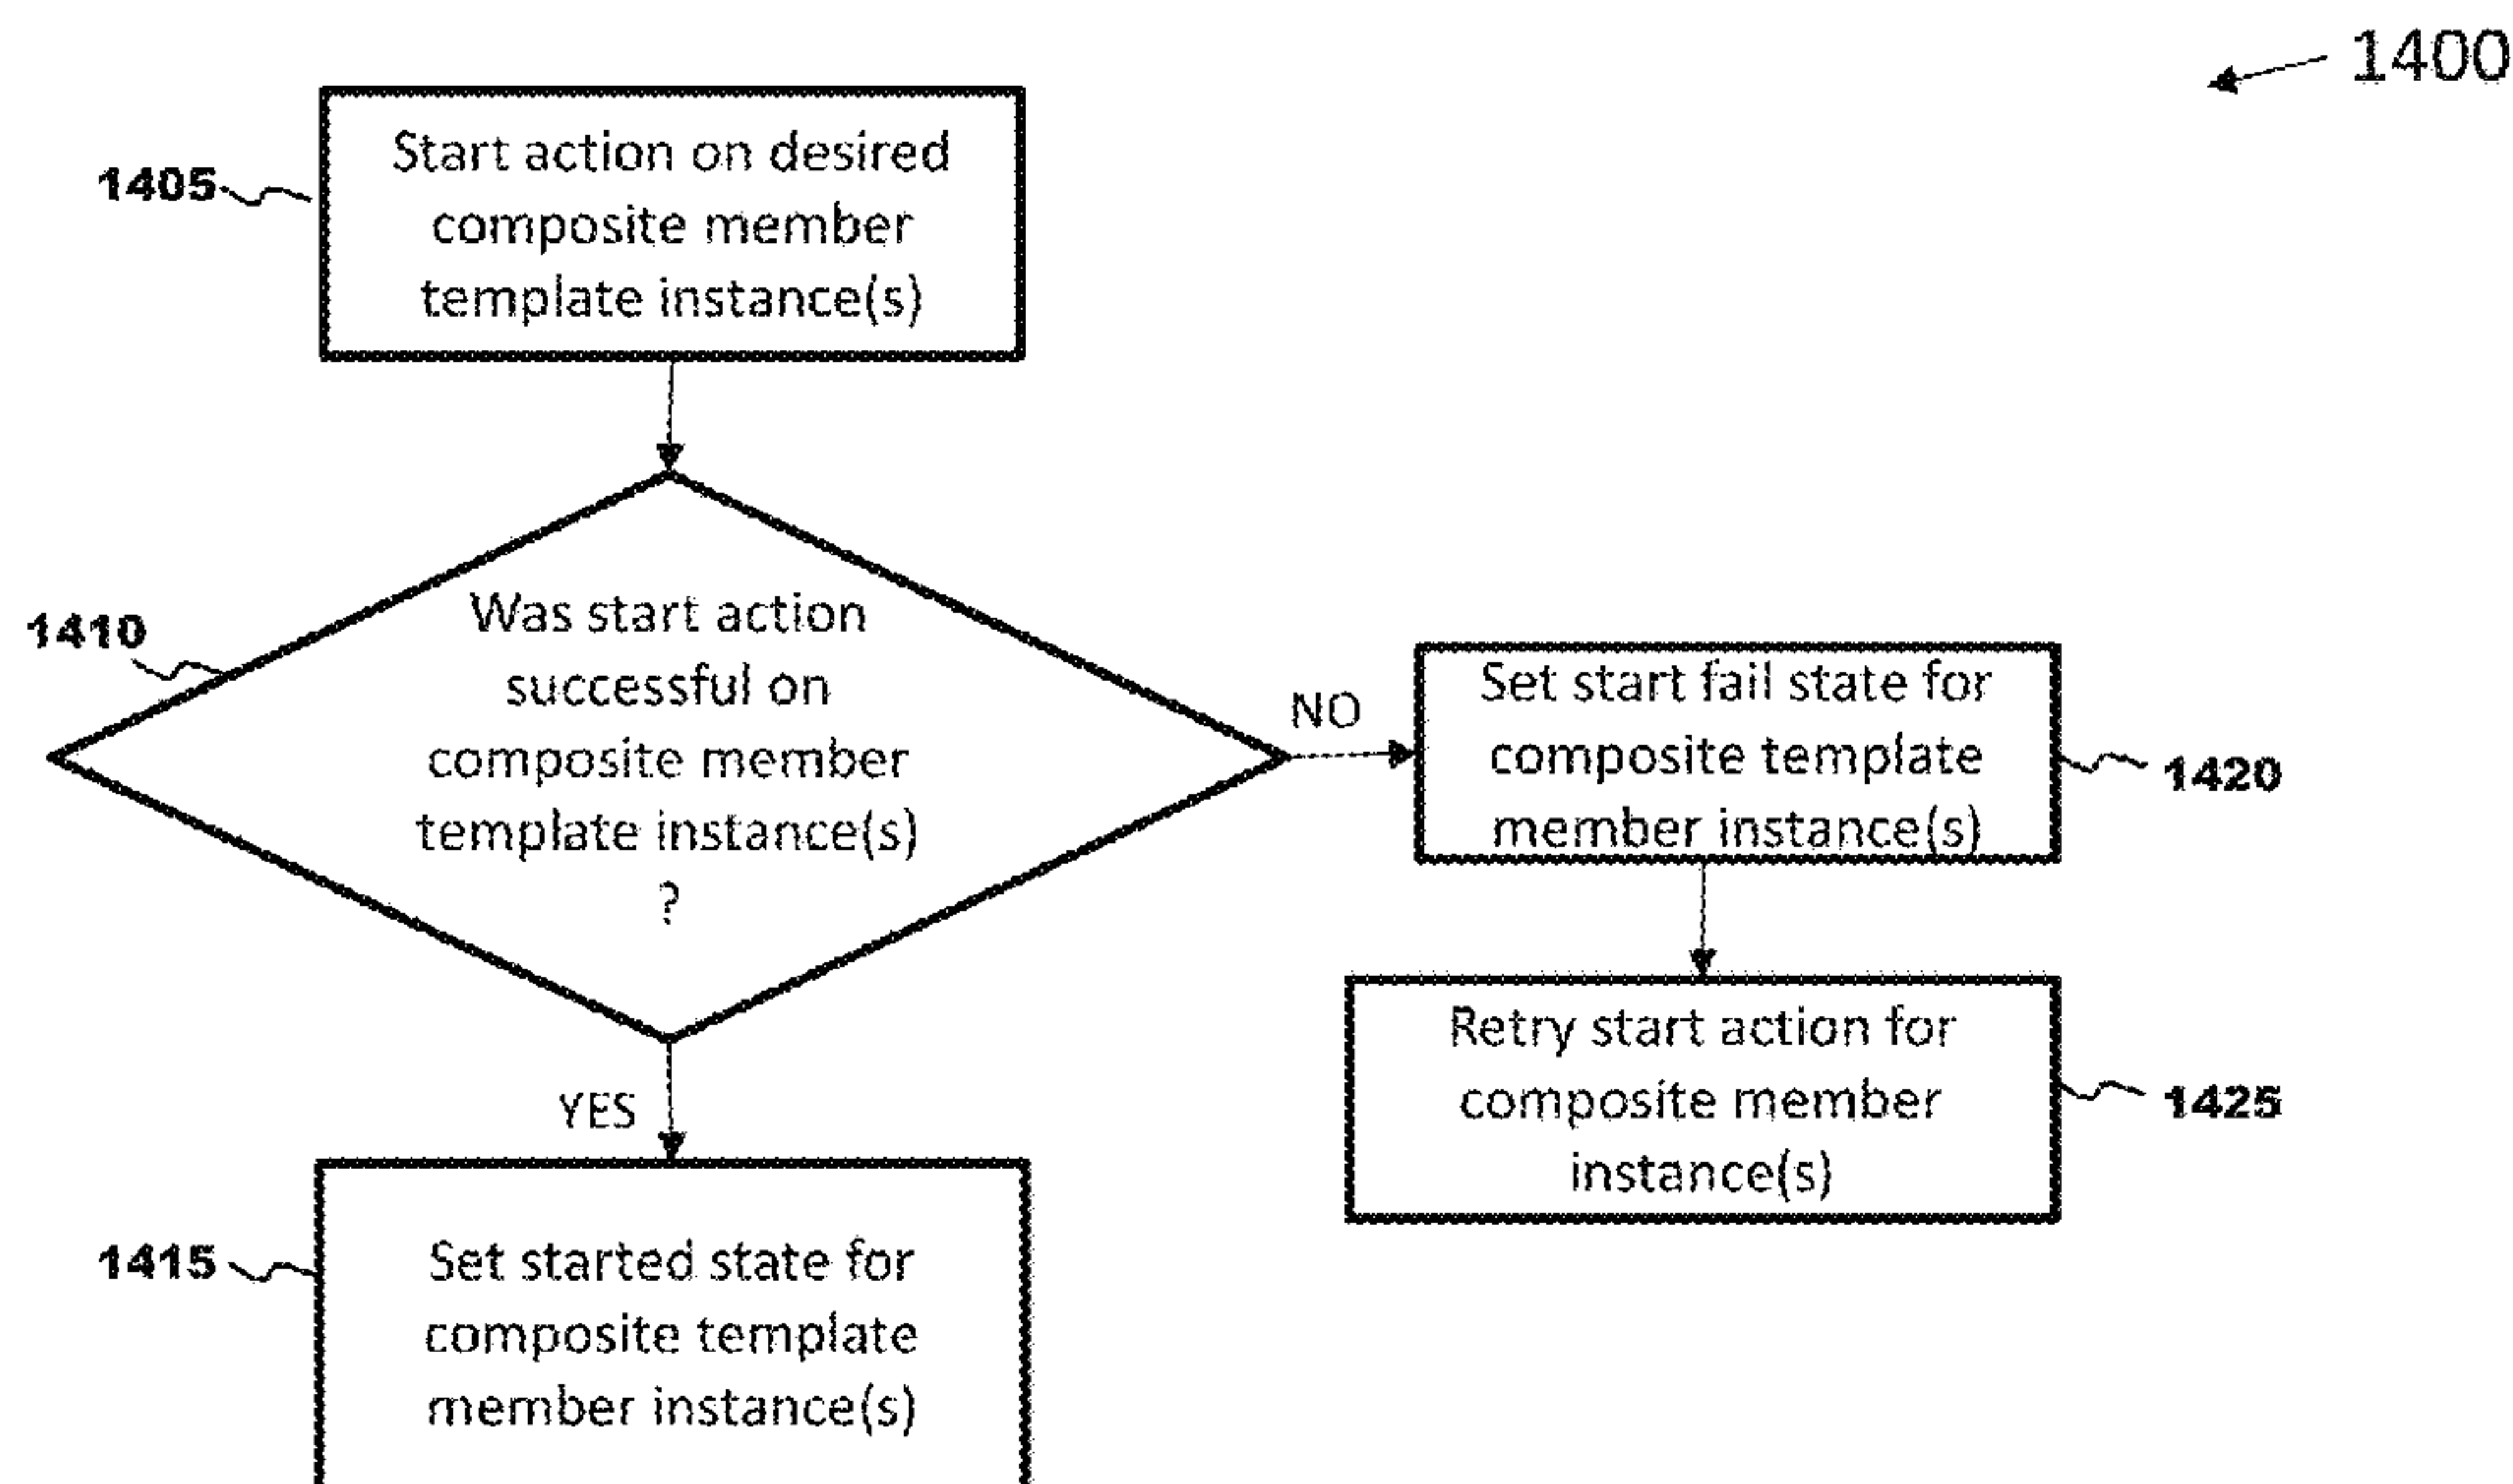 1400
1405
Start action on desired
composite member
template instance(s)
1410
Was start action
successful on
composite member
template instance(s)
?
NO
Set start fail state for
composite template
member instance(s)
1420
YES
Retry start action for
composite member
instance(s)
1425
1415
Set started state for
composite template
member instance(s)